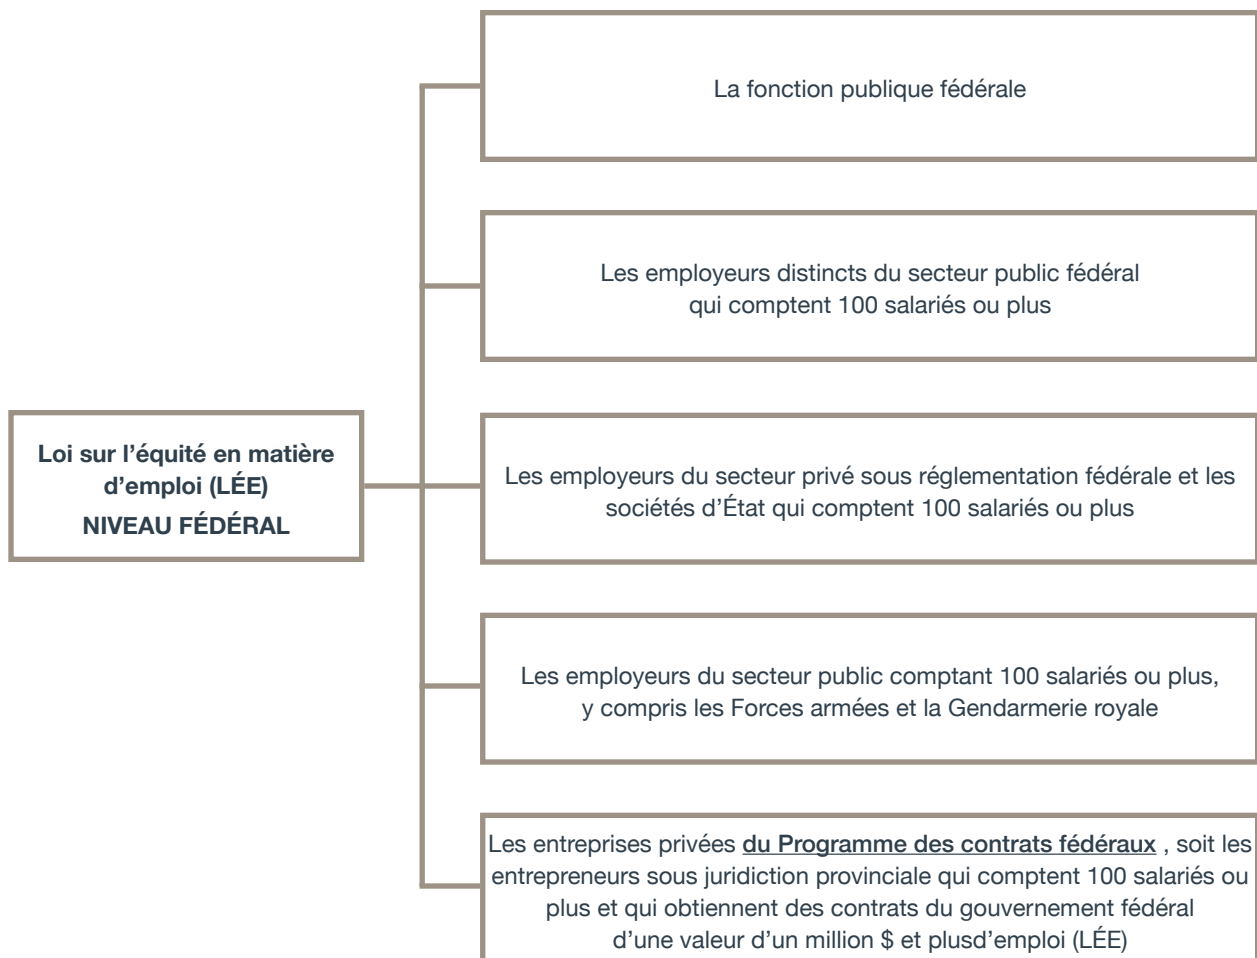 La fonction publique fédérale
Les employeurs distincts du secteur public fédéral
qui comptent 100 salariés ou plus
Loi sur l’équité en matière
d’emploi (LÉE)
NIVEAU FÉDÉRAL
Les employeurs du secteur privé sous réglementation fédérale et les
sociétés d’État qui comptent 100 salariés ou plus
Les employeurs du secteur public comptant 100 salariés ou plus,
y compris les Forces armées et la Gendarmerie royale
Les entreprises privées du Programme des contrats fédéraux , soit les
entrepreneurs sous juridiction provinciale qui comptent 100 salariés ou
plus et qui obtiennent des contrats du gouvernement fédéral
d’une valeur d’un million $ et plusd’emploi (LÉE)